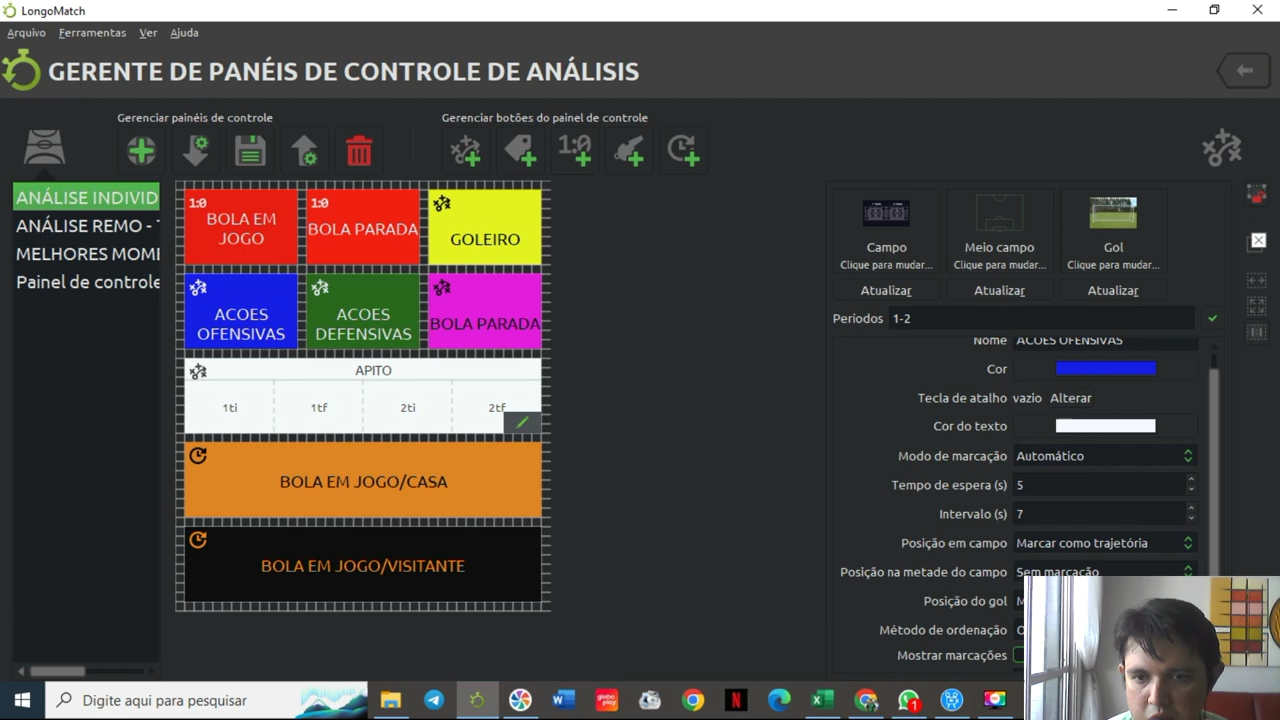 LongoMatch
Arquivo Ferramentas Ver Ajuda
GERENTE DE PANÉIS DE CONTROLE DE ANÁLISIS
Gerenciar painéis de controle
Gerenciar botões do painel de controle
1:0
ANÁLISE INDIVID
ANÁLISE REMO -
MELHORES MOME
Painel de controle
1:0
BOLA EM
JOGO
1:0
BOLA PARADA
GOLEIRO
ACOES
OFENSIVAS
ACOES
DEFENSIVAS
BOLA PARADA
APITO
1ti 1tf 2ti 2tf
BOLA EM JOGO/CASA
BOLA EM JOGO/VISITANTE
Campo
Clique para mudar...
Atualizar
Meio campo
Clique para mudar...
Atualizar
Gol
Clique para mudar...
Atualizar
Períodos 1-2
Nome ACOES OFENSIVAS
Cor
Tecla de atalho vazio Alterar
Cor do texto
Modo de marcação Automático
Tempo de espera (s) 5
Intervalo (s) 7
Posição em campo Marcar como trajetória
Posição na metade do campo Sem marcação
Posição do gol
Método de ordenação
Mostrar marcações
Digite aqui para pesquisar
globo
play
1